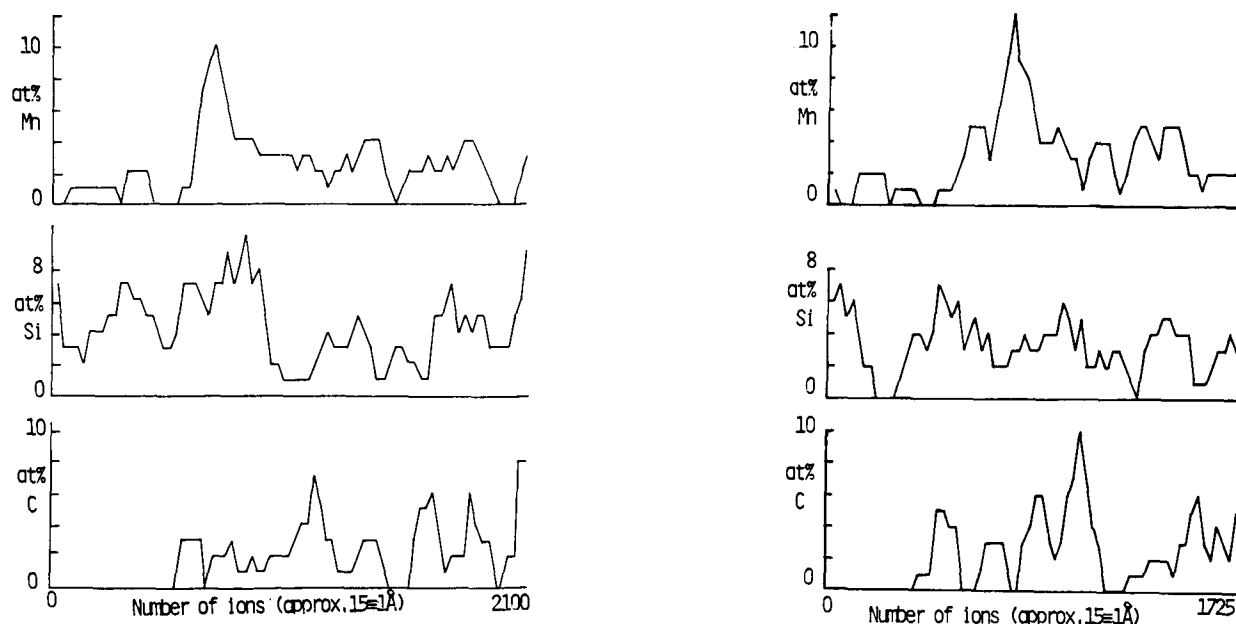 10
at%
Mn
0
8
at%
Si
0
10
at%
C
0
0 Number of ions (approx.15≡1Å) 2100
10
at%
Mn
0
8
at%
Si
0
10
at%
C
0
0 Number of ions (approx.15≡1Å) 1725